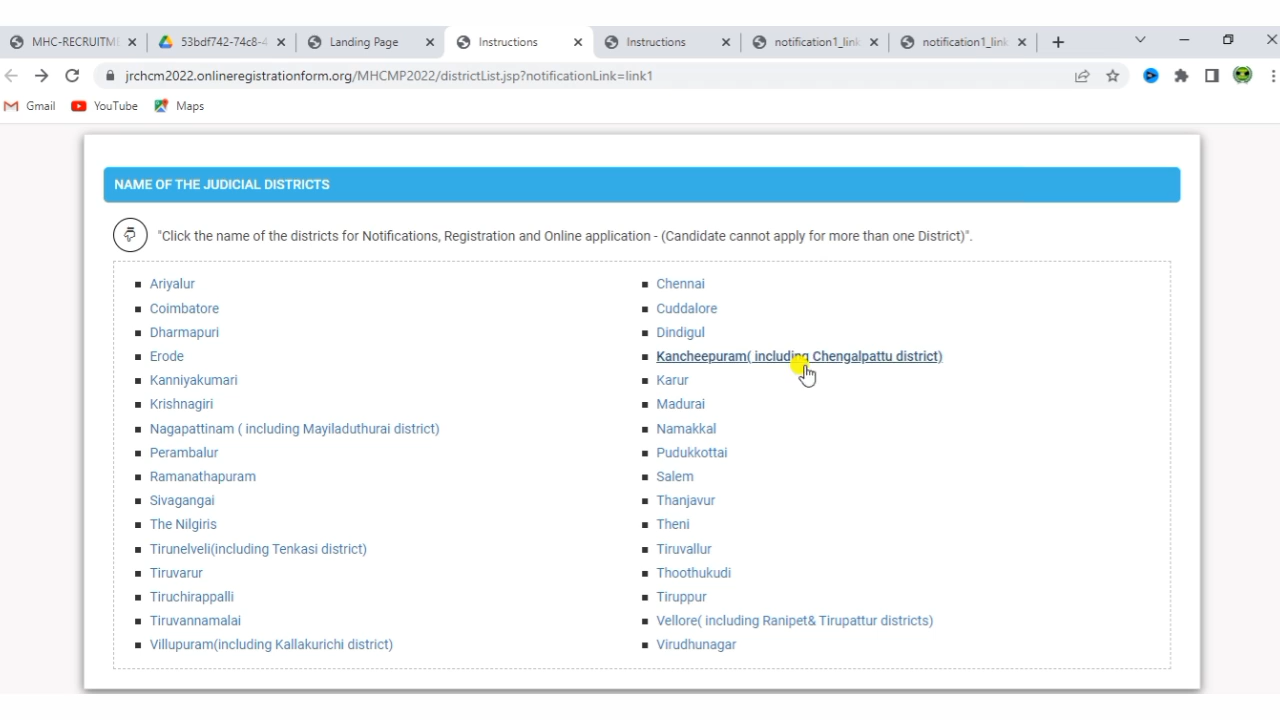 MHC-RECRUITM
53bdf742-74c8-4
Landing Page
Instructions
Instructions
notification1_link
notification1_link
jrchcm2022.onlineregistrationform.org/MHCMP2022/districtList.jsp?notificationLink=link1
Gmail
YouTube
Maps
NAME OF THE JUDICIAL DISTRICTS
"Click the name of the districts for Notifications, Registration and Online application - (Candidate cannot apply for more than one District)".
Ariyalur
Chennai
Coimbatore
Cuddalore
Dharmapuri
Dindigul
Erode
Kancheepuram( including Chengalpattu district)
Kanniyakumari
Karur
Krishnagiri
Madurai
Nagapattinam ( including Mayiladuthurai district)
Namakkal
Perambalur
Pudukkottai
Ramanathapuram
Salem
Sivagangai
Thanjavur
The Nilgiris
Theni
Tirunelveli(including Tenkasi district)
Tiruvallur
Tiruvarur
Thoothukudi
Tiruchirappalli
Tiruppur
Tiruvannamalai
Vellore( including Ranipet& Tirupattur districts)
Villupuram(including Kallakurichi district)
Virudhunagar